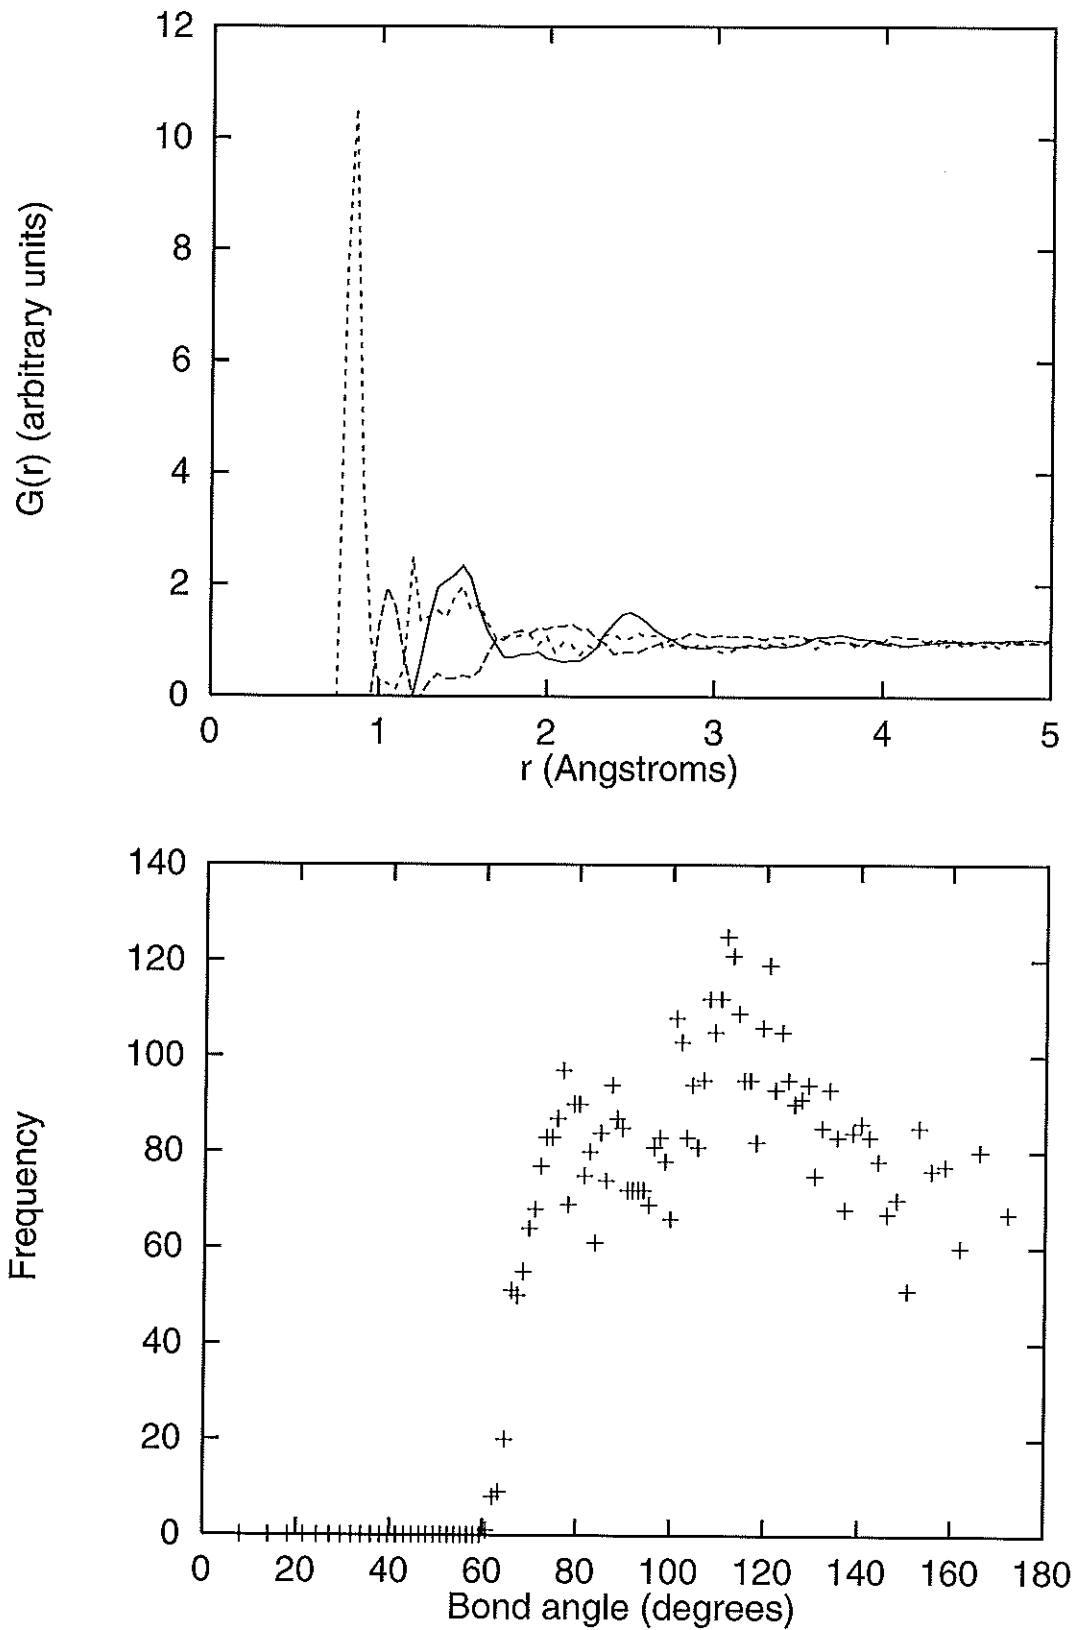 12
10
8
6
4
2
0
G(r) (arbitrary units)
0 1 2 3 4 5
r (Angstroms)
140
120
100
80
60
40
20
0
Frequency
0 20 40 60 80 100 120 140 160 180
Bond angle (degrees)